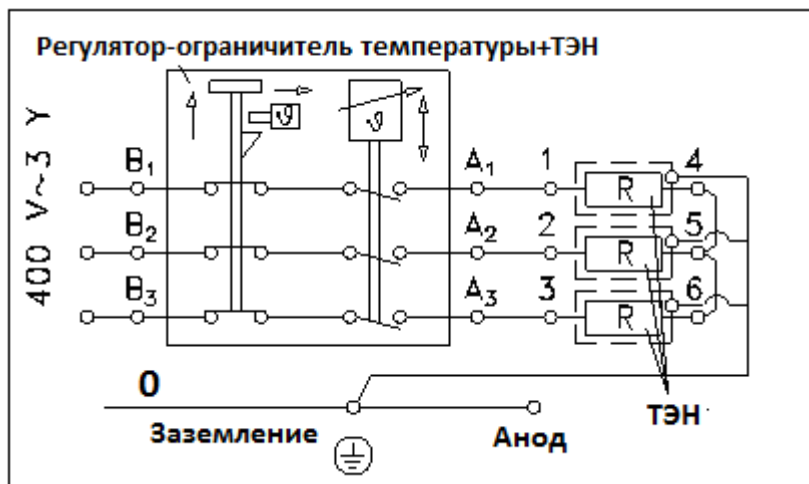 Регулятор-ограничитель температуры+ТЭН
400 V~3 Y
ϑ
ϑ
B1 A1 1 R 4
B2 A2 2 R 5
B3 A3 3 R 6
0
Заземление
Анод
ТЭН